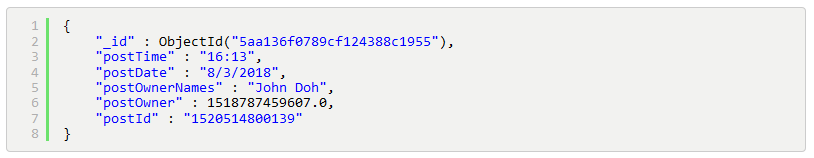 1 {
2 "_id" : ObjectId("5aa136f0789cf124388c1955"),
3 "postTime" : "16:13",
4 "postDate" : "8/3/2018",
5 "postOwnerNames" : "John Doh",
6 "postOwner" : 1518787459607.0,
7 "postId" : "1520514800139"
8 }